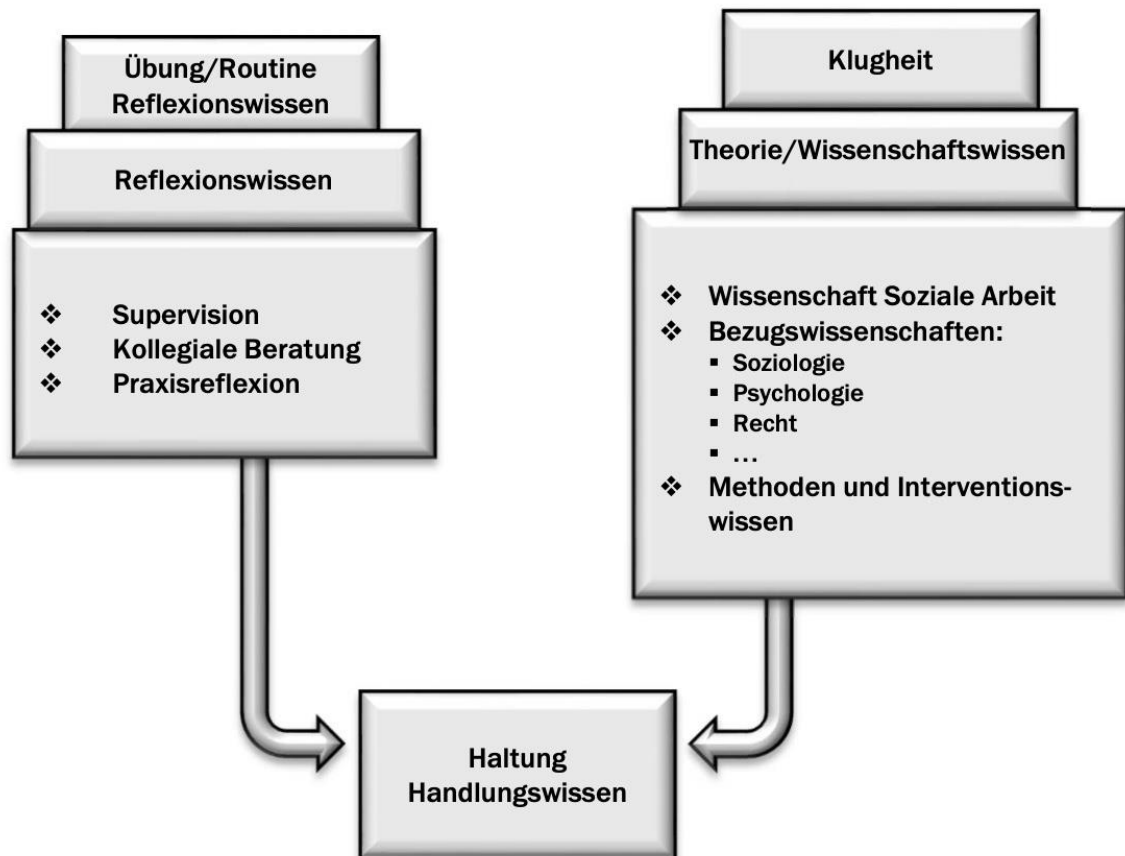 Übung/Routine
Reflexionswissen
Reflexionswissen
❖ Supervision
❖ Kollegiale Beratung
❖ Praxisreflexion
Klugheit
Theorie/Wissenschaftswissen
❖ Wissenschaft Soziale Arbeit
❖ Bezugswissenschaften:
▪ Soziologie
▪ Psychologie
▪ Recht
▪ …
❖ Methoden und Interventions-
wissen
Haltung
Handlungswissen